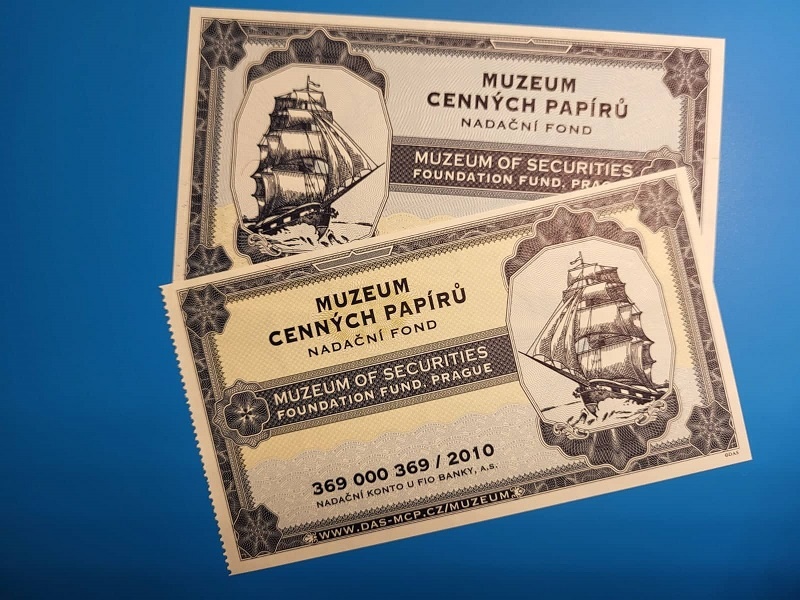 MUZEUM
CENNÝCH PAPÍRŮ
NADAČNÍ FOND
MUZEUM OF SECURITIES
FOUNDATION FUND,
MUZEUM
CENNÝCH PAPÍRŮ
NADAČNÍ FOND
MUZEUM OF SECURITIES
FOUNDATION FUND, PRAGUE
369 000 369 / 2010
NADAČNÍ KONTO U FIO BANKY, A.S.
WWW.DAS-MCP.CZ/MUZEUM